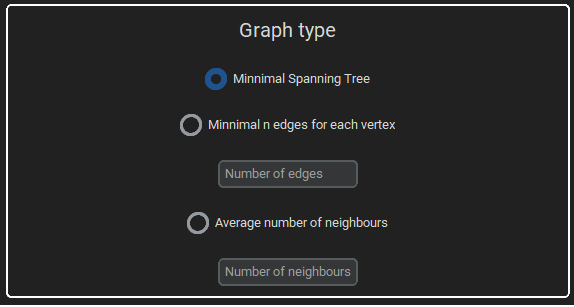 Graph type
Minnimal Spanning Tree
Minnimal n edges for each vertex
Number of edges
Average number of neighbours
Number of neighbours